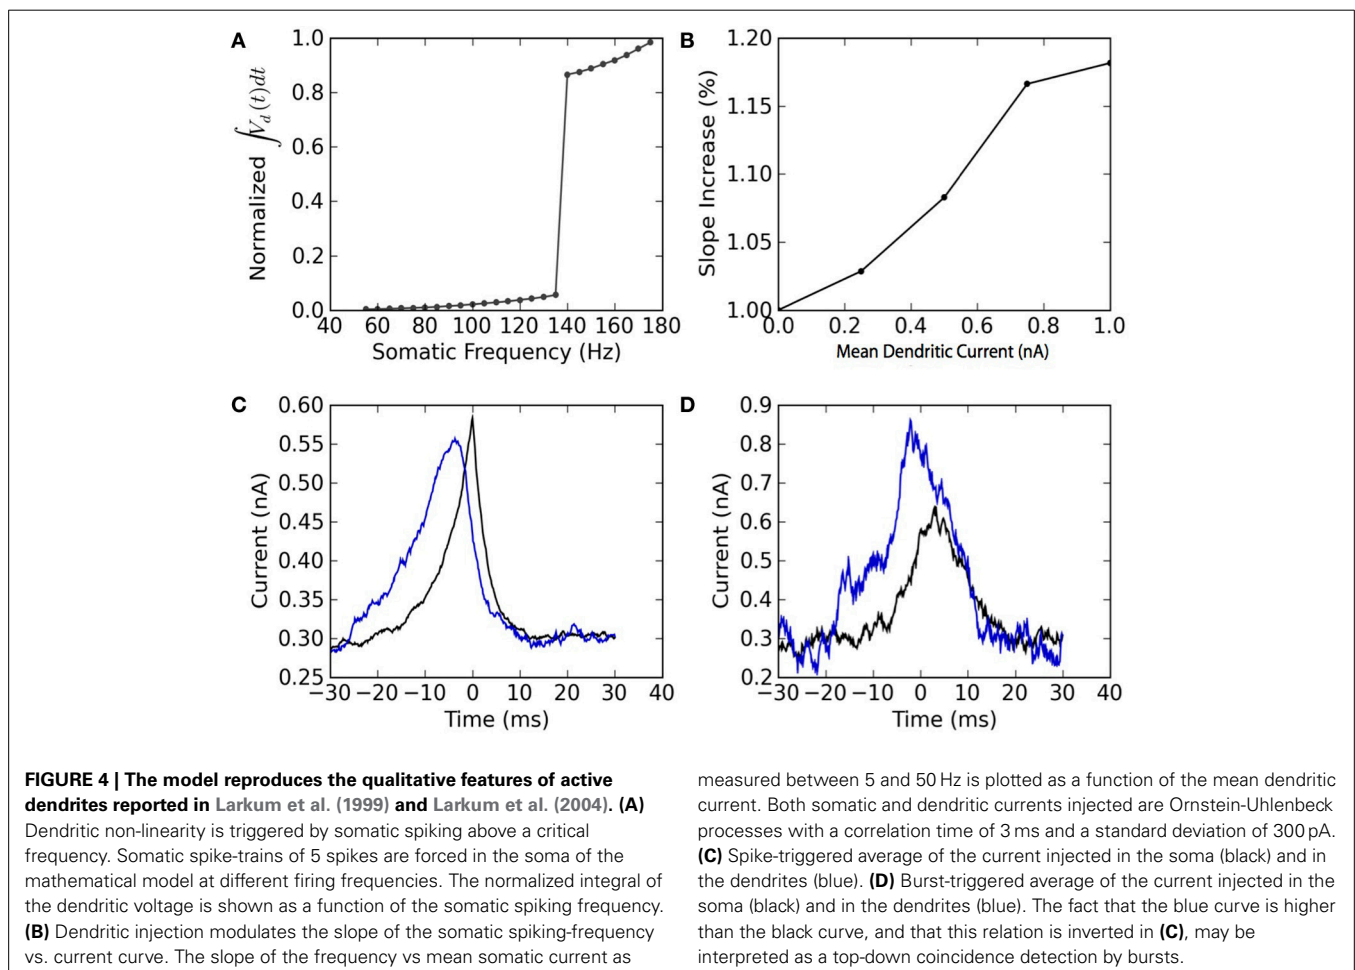 A
Normalized ∫V_d(t)dt
1.0
0.8
0.6
0.4
0.2
0.0
40 60 80 100 120 140 160 180
Somatic Frequency (Hz)
B
Slope Increase (%)
1.20
1.15
1.10
1.05
1.00
0.0 0.2 0.4 0.6 0.8 1.0
Mean Dendritic Current (nA)
C
Current (nA)
0.60
0.55
0.50
0.45
0.40
0.35
0.30
0.25
−30 −20 −10 0 10 20 30 40
Time (ms)
D
Current (nA)
0.9
0.8
0.7
0.6
0.5
0.4
0.3
0.2
−30 −20 −10 0 10 20 30 40
Time (ms)
FIGURE 4 | The model reproduces the qualitative features of active
dendrites reported in Larkum et al. (1999) and Larkum et al. (2004). (A)
Dendritic non-linearity is triggered by somatic spiking above a critical
frequency. Somatic spike-trains of 5 spikes are forced in the soma of the
mathematical model at different firing frequencies. The normalized integral of
the dendritic voltage is shown as a function of the somatic spiking frequency.
(B) Dendritic injection modulates the slope of the somatic spiking-frequency
vs. current curve. The slope of the frequency vs mean somatic current as
measured between 5 and 50 Hz is plotted as a function of the mean dendritic
current. Both somatic and dendritic currents injected are Ornstein-Uhlenbeck
processes with a correlation time of 3 ms and a standard deviation of 300 pA.
(C) Spike-triggered average of the current injected in the soma (black) and in
the dendrites (blue). (D) Burst-triggered average of the current injected in the
soma (black) and in the dendrites (blue). The fact that the blue curve is higher
than the black curve, and that this relation is inverted in (C), may be
interpreted as a top-down coincidence detection by bursts.